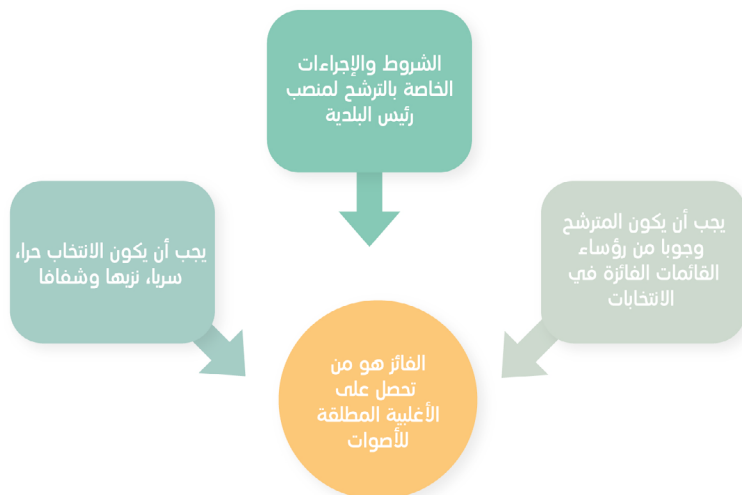 الشروط والإجراءات
الخاصة بالترشح لمنصب
رئيس البلدية
يجب أن يكون المترشح
وجوبا من رؤساء
القائمات الفائزة في
الانتخابات
يجب أن يكون الانتخاب حرا،
سريا، نزيها وشفافا
الفائز هو من
تحصل على
الأغلبية المطلقة
للأصوات